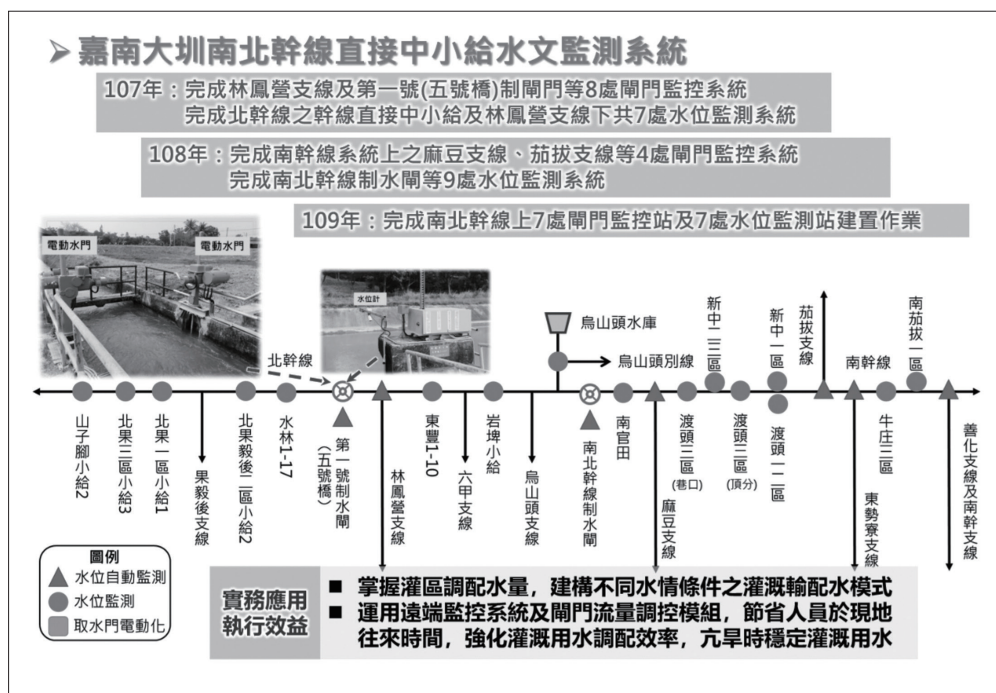 嘉南大圳南北幹線直接中小給水文監測系統
107年：完成林鳳營支線及第一號(五號橋)制閘門等8處閘門監控系統
完成北幹線之幹線直接中小給及林鳳營支線下共7處水位監測系統
108年：完成南幹線系統上之麻豆支線、茄拔支線等4處閘門監控系統
完成南北幹線制水閘等9處水位監測系統
109年：完成南北幹線上7處閘門監控站及7處水位監測站建置作業
電動水門
電動水門
水位計
北幹線
烏山頭水庫
烏山頭別線
新中二三區
新中一區
茄拔支線
南幹線
南茄拔一區
山子腳小給2
北果三區小給3
北果一區小給1
果毅後支線
北果毅後二區小給2
水林1-17
第一號制水閘
（五號橋）
林鳳營支線
東豐1-10
六甲支線
岩埤小給
烏山頭支線
南北幹線制水閘
南官田
麻豆支線
渡頭二區
(巷口)
渡頭三區
(頂分)
渡頭一二區
東勢寮支線
牛庄三區
善化支線及南幹支線
圖例
水位自動監測
水位監測
取水門電動化
實務應用
執行效益
■ 掌握灌區調配水量，建構不同水情條件之灌溉輸配水模式
■ 運用遠端監控系統及閘門流量調控模組，節省人員於現地
往來時間，強化灌溉用水調配效率，亢旱時穩定灌溉用水